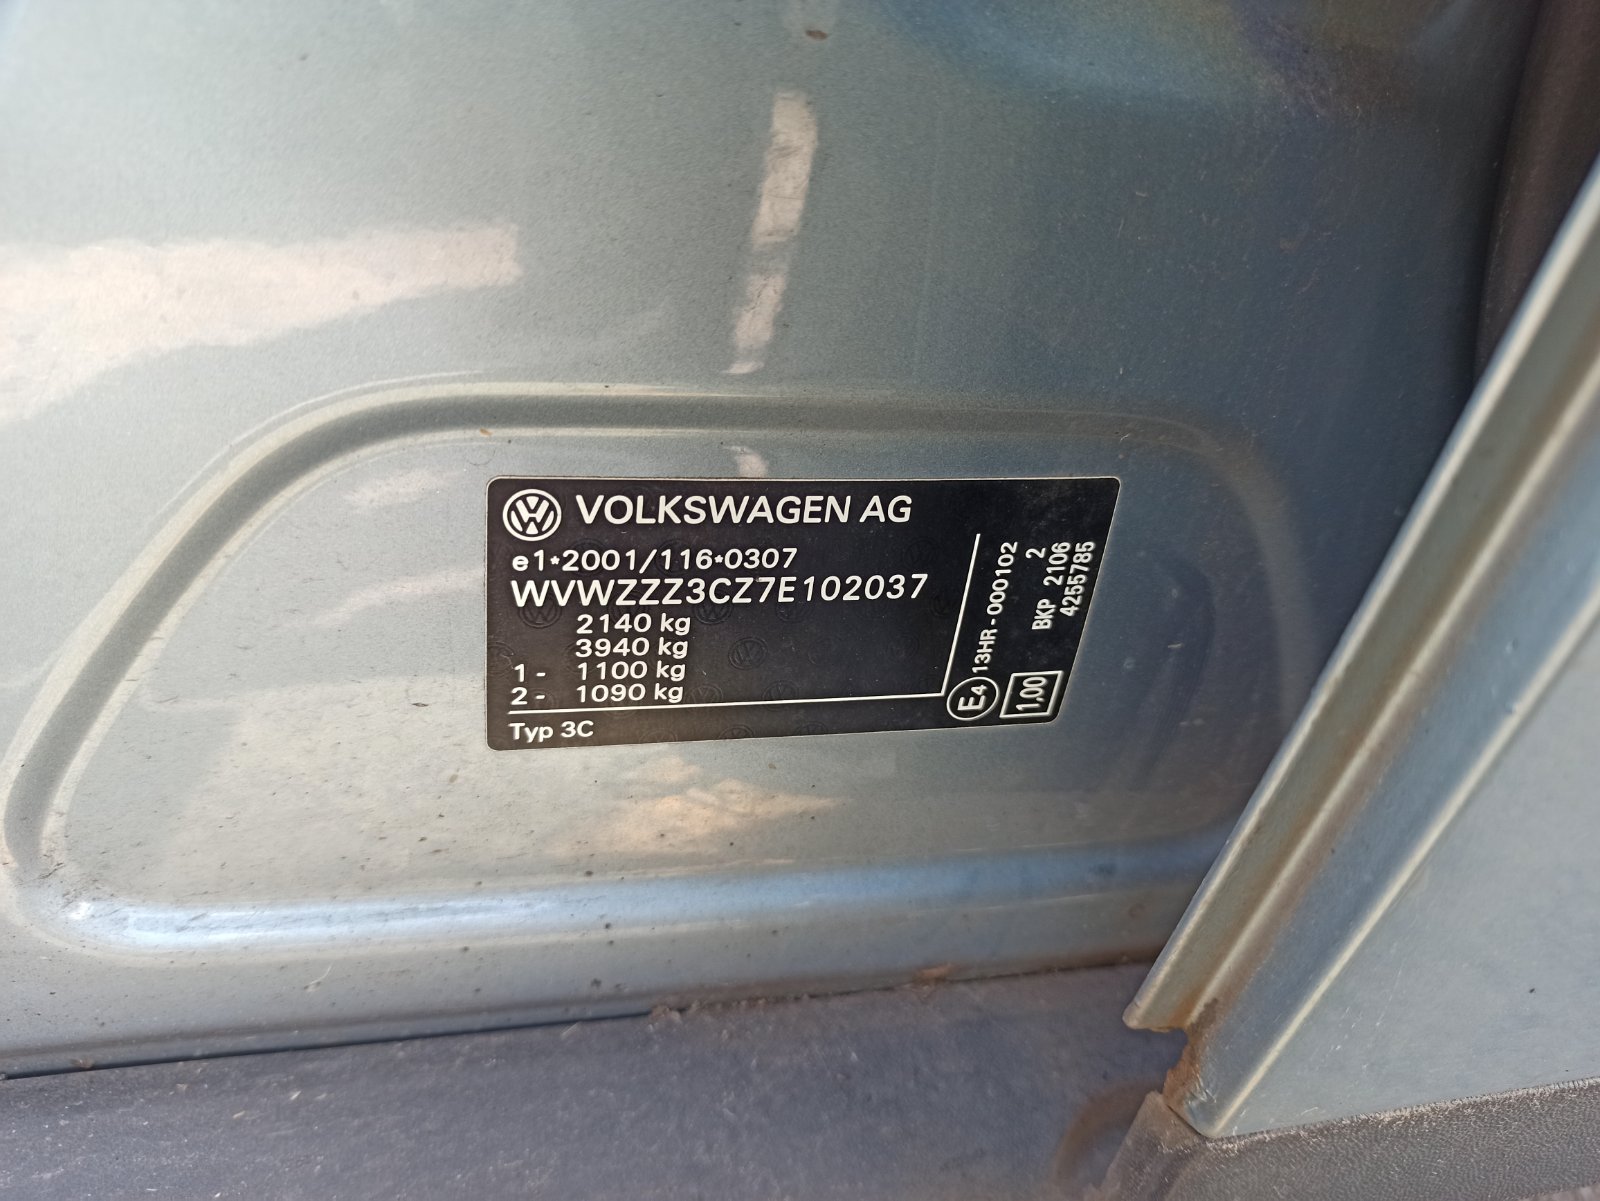 VOLKSWAGEN AG
e1*2001/116*0307
WVWZZZ3CZ7E102037
2140 kg
3940 kg
1 - 1100 kg
2 - 1090 kg
Typ 3C
E4 13HR - 000102
2
BKP 2106
4255785
1,00